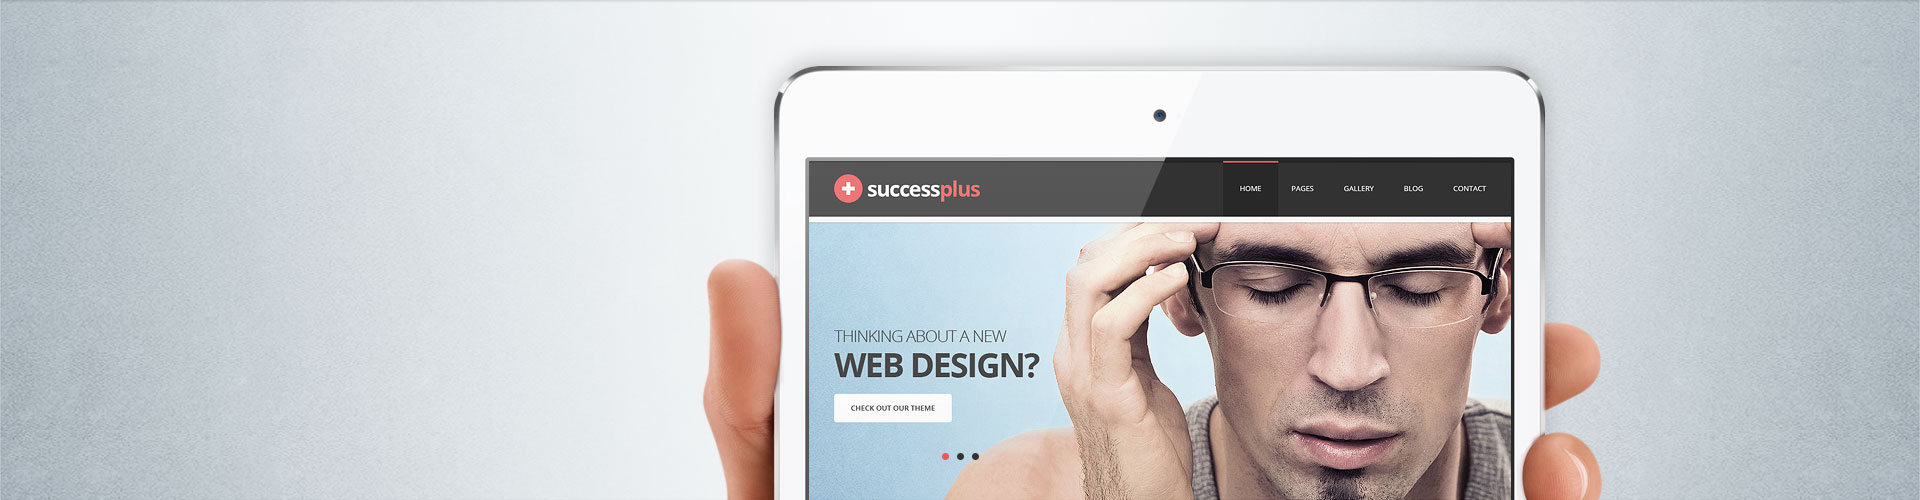 successplus
HOME PAGES GALLERY BLOG CONTACT
THINKING ABOUT A NEW
WEB DESIGN?
CHECK OUT OUR THEME